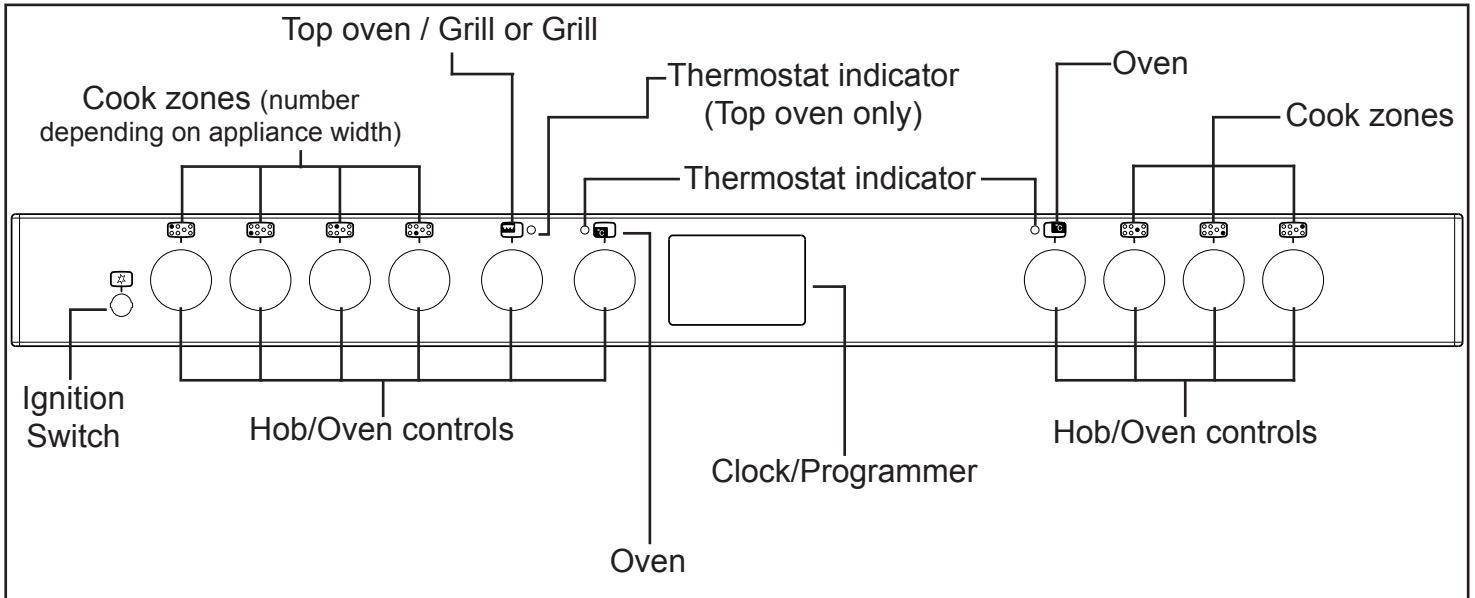 Top oven / Grill or Grill
Thermostat indicator
(Top oven only)
Oven
Cook zones (number
depending on appliance width)
Cook zones
Thermostat indicator
°C
°C
Ignition
Switch
Hob/Oven controls
Hob/Oven controls
Clock/Programmer
Oven